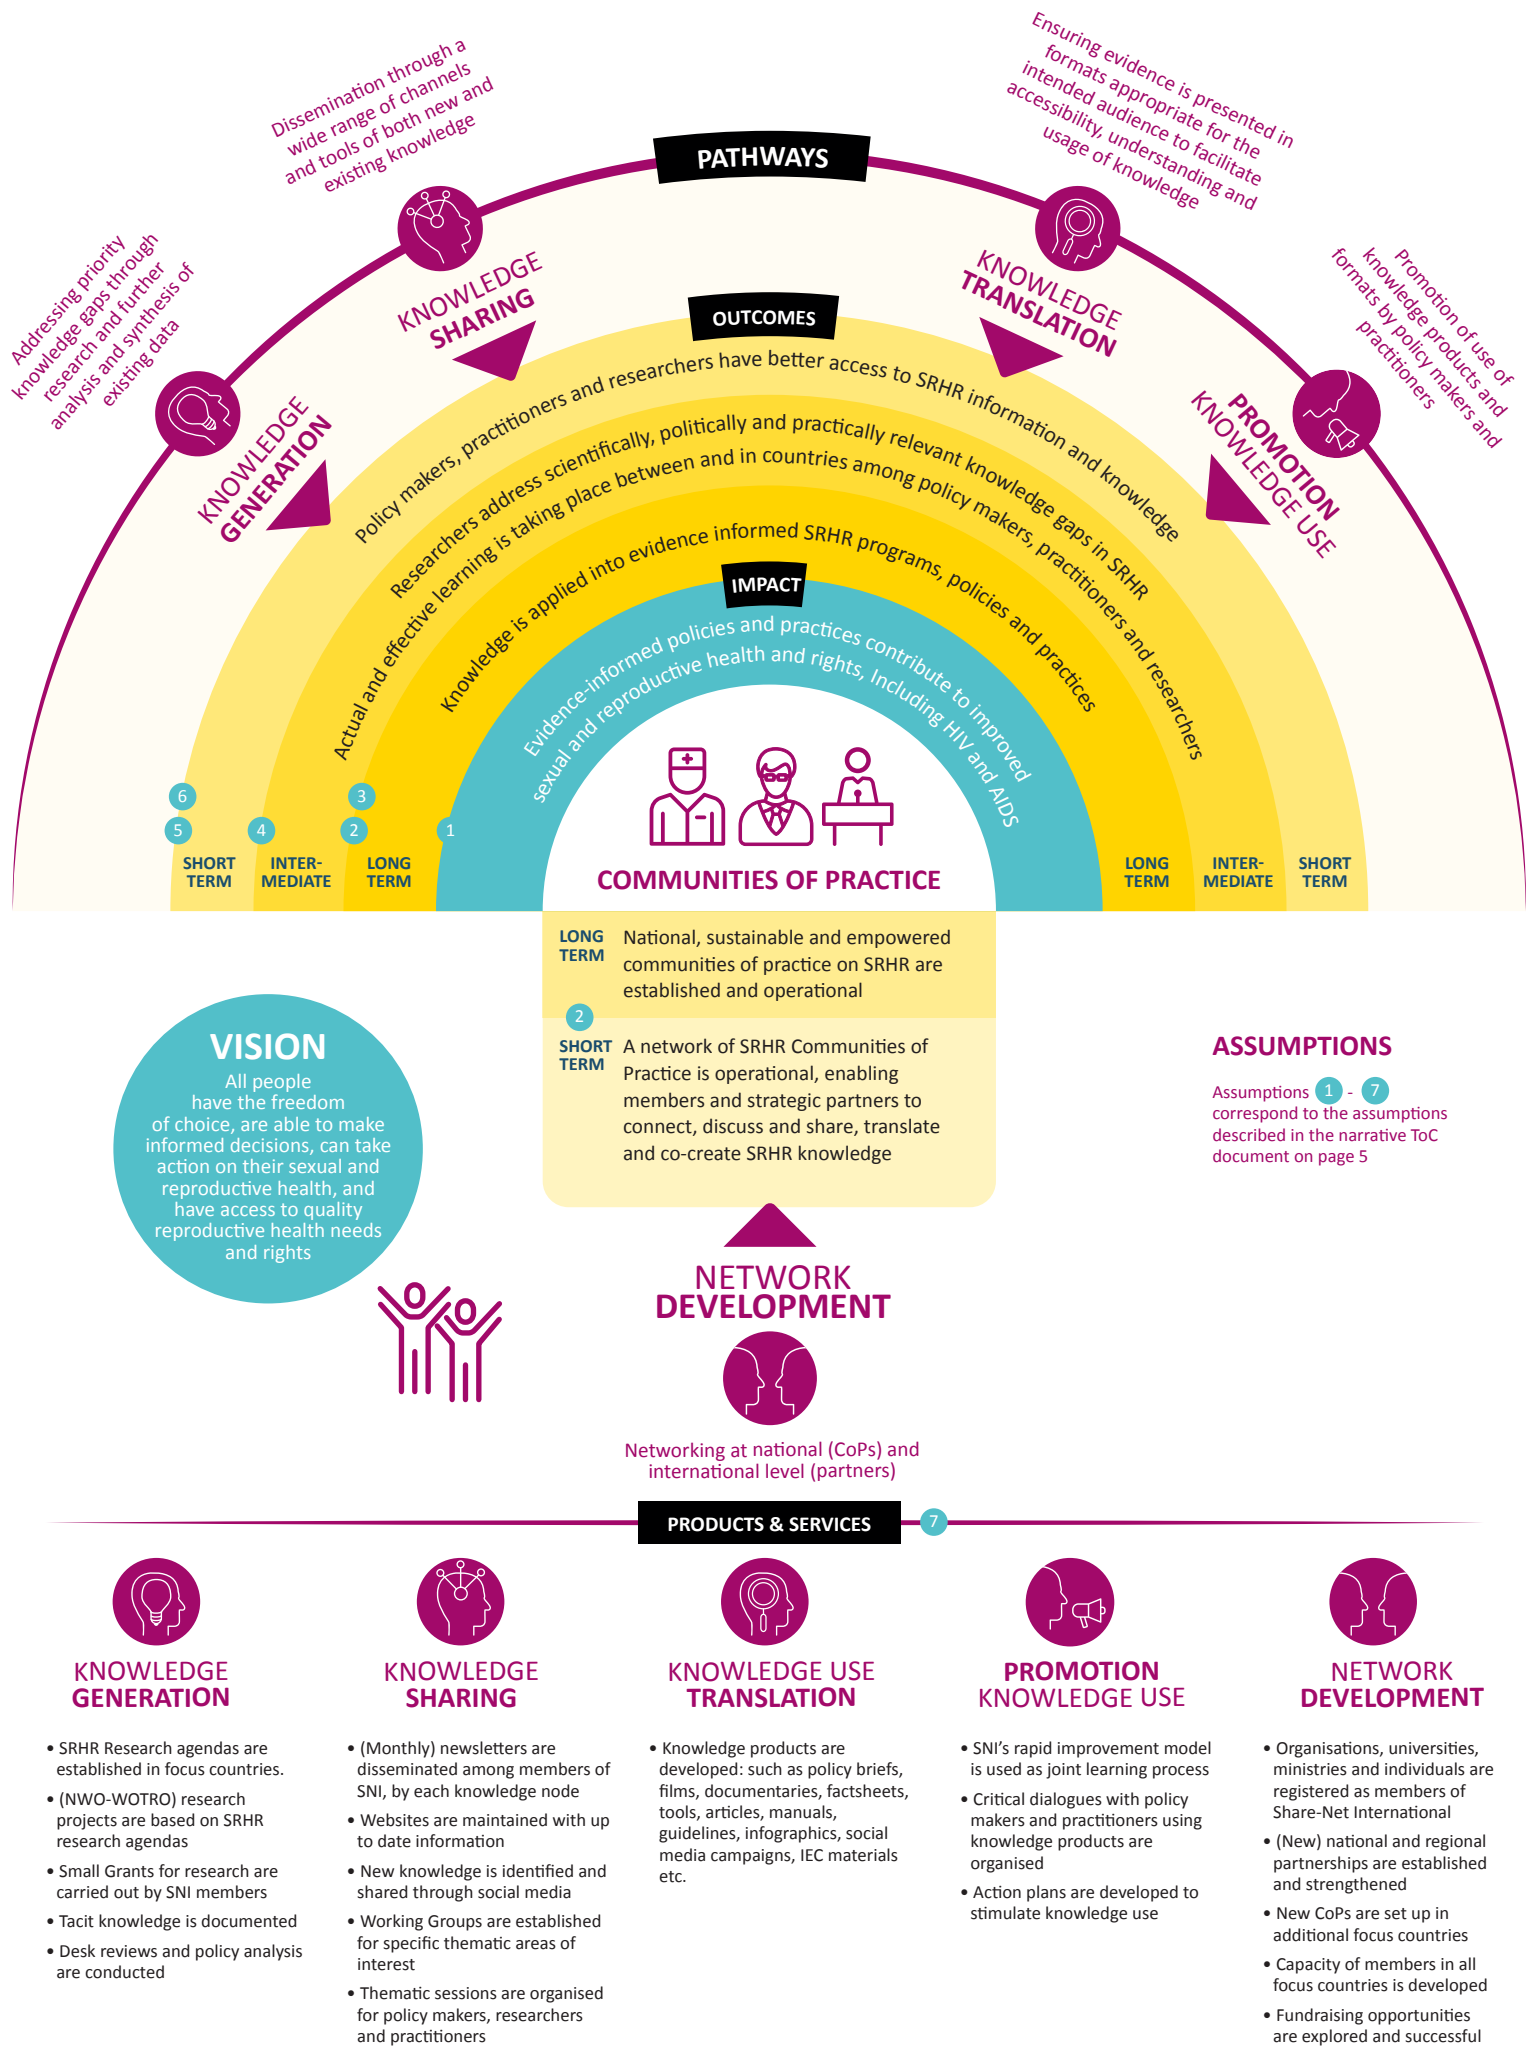 PATHWAYS
Addressing priority
knowledge gaps through
research and further
analysis and synthesis of
existing data
KNOWLEDGE
GENERATION
Dissemination through a
wide range of channels
and tools of both new and
existing knowledge
KNOWLEDGE
SHARING
Ensuring evidence is presented in
formats appropriate for the
intended audience to facilitate
accessibility, understanding and
usage of knowledge
KNOWLEDGE
TRANSLATION
Promotion of use of
knowledge products and
formats by policy makers and
practitioners
PROMOTION
KNOWLEDGE USE
OUTCOMES
Policy makers, practitioners and researchers have better access to SRHR information and knowledge
Researchers address scientifically, politically and practically relevant knowledge gaps in SRHR
Actual and effective learning is taking place between and in countries among policy makers, practitioners and researchers
Knowledge is applied into evidence informed SRHR programs, policies and practices
IMPACT
Evidence-informed policies and practices contribute to improved
sexual and reproductive health and rights, Including HIV and AIDS
6
3
5
4
2
1
SHORT
TERM
INTER-
MEDIATE
LONG
TERM
LONG
TERM
INTER-
MEDIATE
SHORT
TERM
COMMUNITIES OF PRACTICE
LONG
TERM
National, sustainable and empowered
communities of practice on SRHR are
established and operational
2
SHORT
TERM
A network of SRHR Communities of
Practice is operational, enabling
members and strategic partners to
connect, discuss and share, translate
and co-create SRHR knowledge
VISION
All people
have the freedom
of choice, are able to make
informed decisions, can take
action on their sexual and
reproductive health, and
have access to quality
reproductive health needs
and rights
ASSUMPTIONS
Assumptions 1 - 7
correspond to the assumptions
described in the narrative ToC
document on page 5
NETWORK
DEVELOPMENT
Networking at national (CoPs) and
international level (partners)
PRODUCTS & SERVICES 7
KNOWLEDGE
GENERATION
• SRHR Research agendas are
established in focus countries.
• (NWO-WOTRO) research
projects are based on SRHR
research agendas
• Small Grants for research are
carried out by SNI members
• Tacit knowledge is documented
• Desk reviews and policy analysis
are conducted
KNOWLEDGE
SHARING
• (Monthly) newsletters are
disseminated among members of
SNI, by each knowledge node
• Websites are maintained with up
to date information
• New knowledge is identified and
shared through social media
• Working Groups are established
for specific thematic areas of
interest
• Thematic sessions are organised
for policy makers, researchers
and practitioners
KNOWLEDGE USE
TRANSLATION
• Knowledge products are
developed: such as policy briefs,
films, documentaries, factsheets,
tools, articles, manuals,
guidelines, infographics, social
media campaigns, IEC materials
etc.
PROMOTION
KNOWLEDGE USE
• SNI's rapid improvement model
is used as joint learning process
• Critical dialogues with policy
makers and practitioners using
knowledge products are
organised
• Action plans are developed to
stimulate knowledge use
NETWORK
DEVELOPMENT
• Organisations, universities,
ministries and individuals are
registered as members of
Share-Net International
• (New) national and regional
partnerships are established
and strengthened
• New CoPs are set up in
additional focus countries
• Capacity of members in all
focus countries is developed
• Fundraising opportunities
are explored and successful